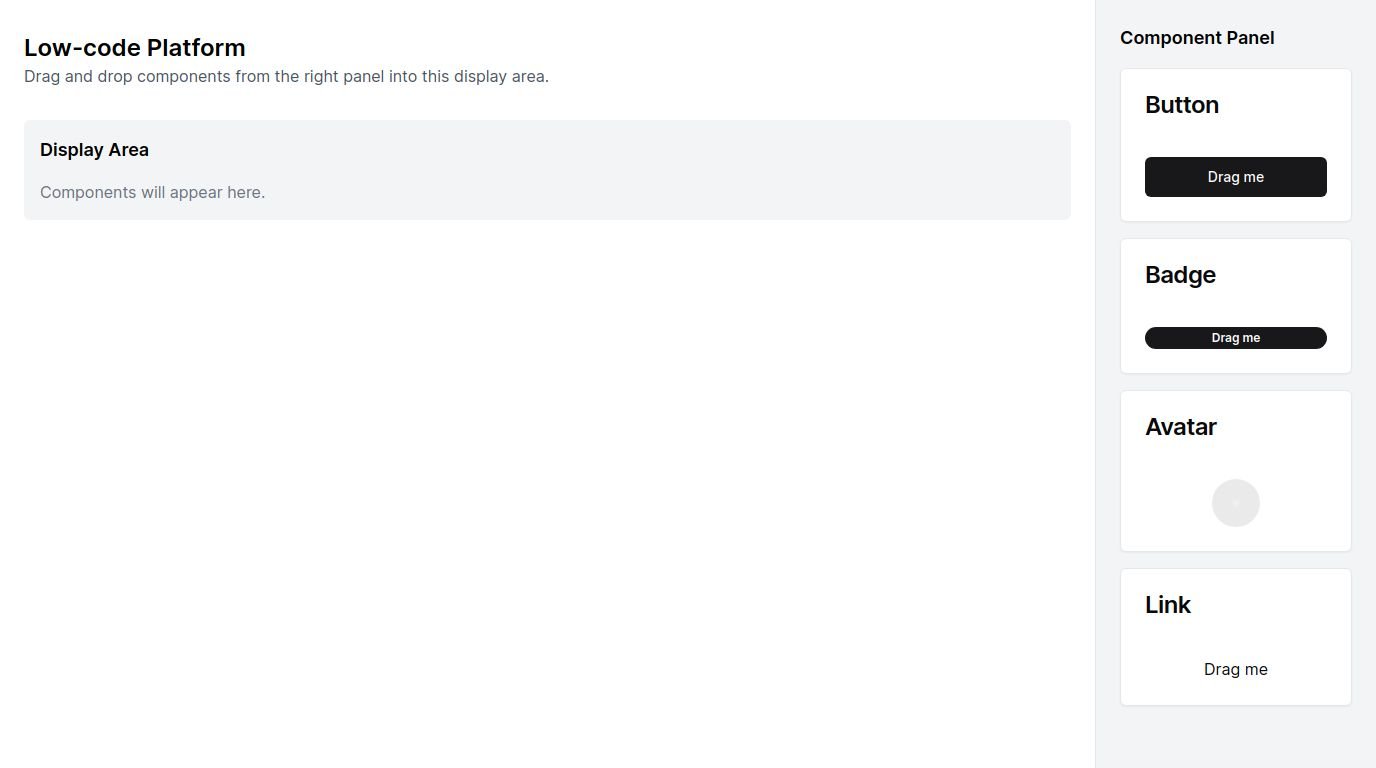 Low-code Platform
Drag and drop components from the right panel into this display area.
Display Area
Components will appear here.
Component Panel
Button
Drag me
Badge
Drag me
Avatar
Link
Drag me